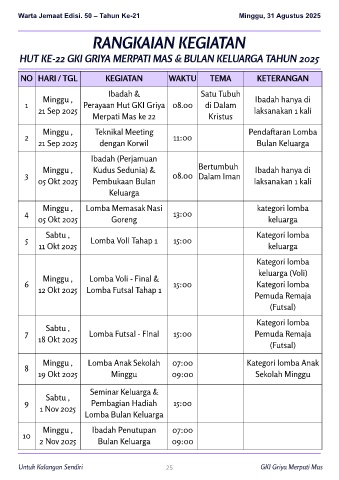 Warta Jemaat Edisi. 50 – Tahun Ke-21 Minggu, 31 Agustus 2025
RANGKAIAN KEGIATAN
HUT KE-22 GKI GRIYA MERPATI MAS & BULAN KELUARGA TAHUN 2025
NO HARI / TGL KEGIATAN WAKTU TEMA KETERANGAN
1 Minggu , 21 Sep 2025 Ibadah & Perayaan Hut GKI Griya Merpati Mas ke 22 08.00 Satu Tubuh di Dalam Kristus Ibadah hanya di laksanakan 1 kali
2 Minggu , 21 Sep 2025 Teknikal Meeting dengan Korwil 11:00 Pendaftaran Lomba Bulan Keluarga
3 Minggu , 05 Okt 2025 Ibadah (Perjamuan Kudus Sedunia) & Pembukaan Bulan Keluarga 08.00 Bertumbuh Dalam Iman Ibadah hanya di laksanakan 1 kali
4 Minggu , 05 Okt 2025 Lomba Memasak Nasi Goreng 13:00 kategori lomba keluarga
5 Sabtu , 11 Okt 2025 Lomba Voli Tahap 1 15:00 Kategori lomba keluarga
6 Minggu , 12 Okt 2025 Lomba Voli - Final & Lomba Futsal Tahap 1 15:00 Kategori lomba keluarga (Voli) Kategori lomba Pemuda Remaja (Futsal)
7 Sabtu , 18 Okt 2025 Lomba Futsal - Final 15:00 Kategori lomba Pemuda Remaja (Futsal)
8 Minggu , 19 Okt 2025 Lomba Anak Sekolah Minggu 07:00 09:00 Kategori lomba Anak Sekolah Minggu
9 Sabtu , 1 Nov 2025 Seminar Keluarga & Pembagian Hadiah Lomba Bulan Keluarga 15:00
10 Minggu , 2 Nov 2025 Ibadah Penutupan Bulan Keluarga 07:00 09:00
Untuk Kalangan Sendiri 25 GKI Griya Merpati Mas